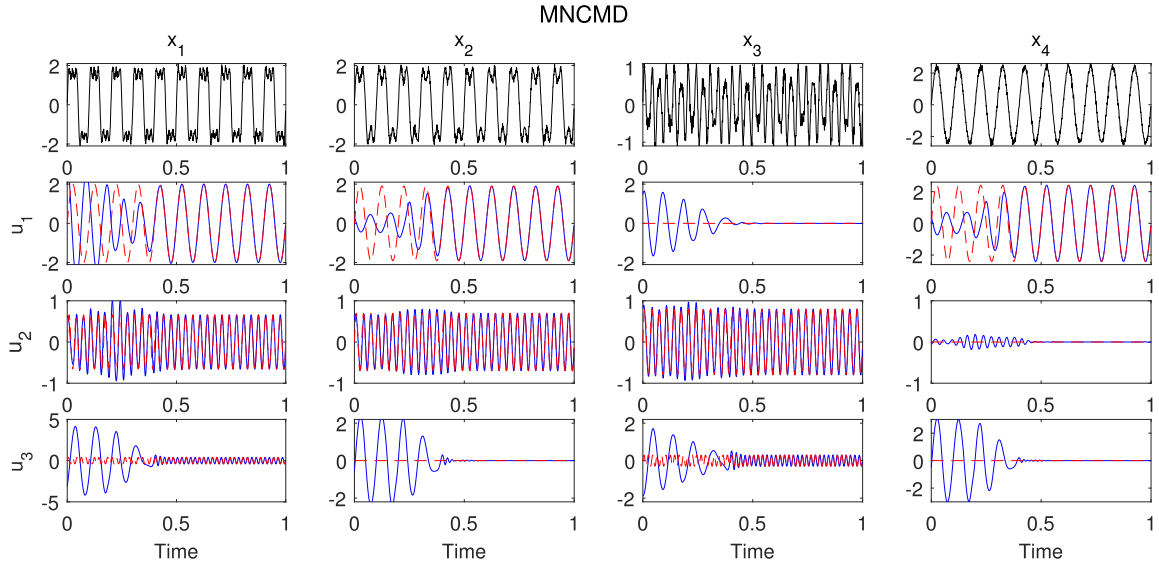 MNCMD
x1 x2 x3 x4
2 2 1 2
0 0 0 0
-2 -2 -1 -2
0 0.5 1 0 0.5 1 0 0.5 1 0 0.5 1
u1
2 2 2 2
0 0 0 0
-2 -2 -2 -2
0 0.5 1 0 0.5 1 0 0.5 1 0 0.5 1
u2
1 1 1 1
0 0 0 0
-1 -1 -1 -1
0 0.5 1 0 0.5 1 0 0.5 1 0 0.5 1
u3
5 2 2 2
0 0 0 0
-5 -2 -2 -2
0 0.5 1 0 0.5 1 0 0.5 1 0 0.5 1
Time Time Time Time